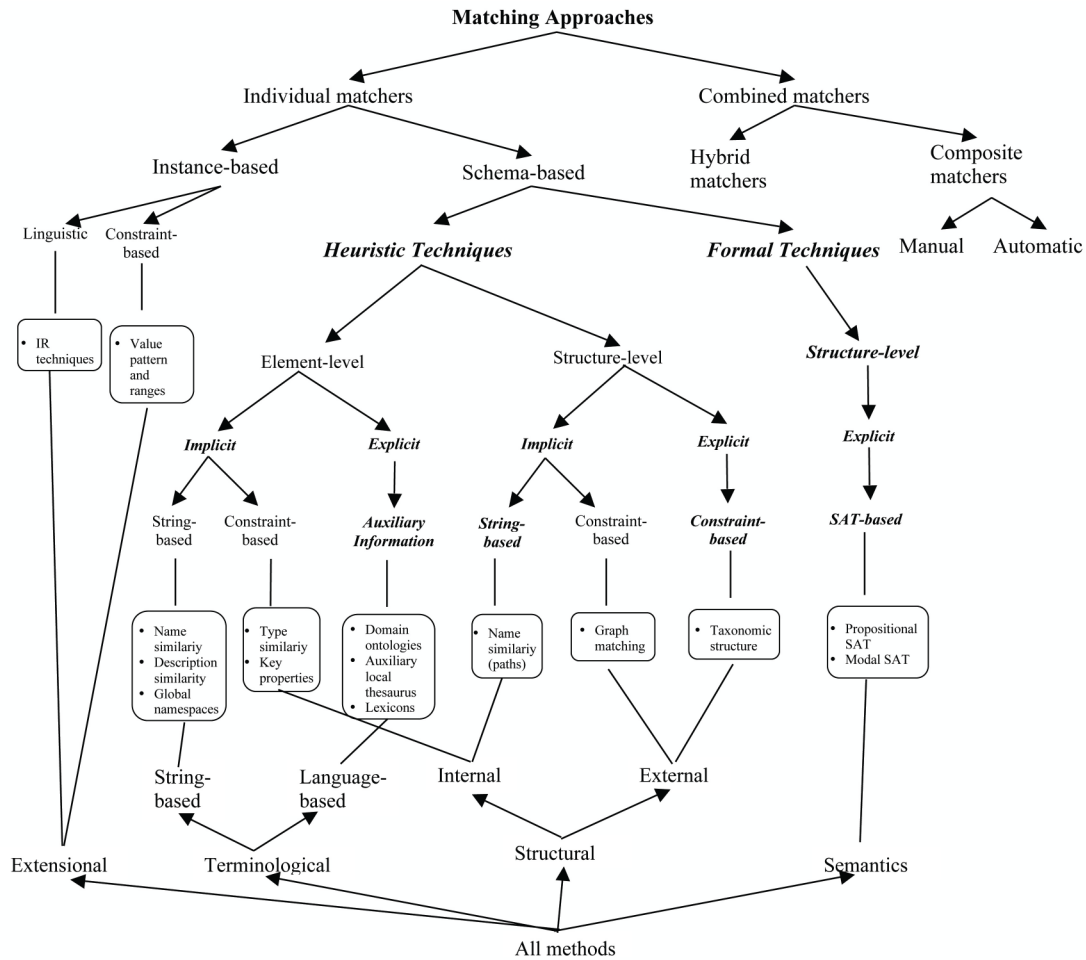 Matching Approaches
Individual matchers
Combined matchers
Instance-based
Schema-based
Hybrid
matchers
Composite
matchers
Linguistic
Constraint-
based
Heuristic Techniques
Formal Techniques
Manual
Automatic
• IR
techniques
• Value
pattern
and
ranges
Element-level
Structure-level
Structure-level
Implicit
Explicit
Implicit
Explicit
Explicit
String-
based
Constraint-
based
Auxiliary
Information
String-
based
Constraint-
based
Constraint-
based
SAT-based
• Name
similariy
• Description
similarity
• Global
namespaces
• Type
similariy
• Key
properties
• Domain
ontologies
• Auxiliary
local
thesaurus
• Lexicons
• Name
similariy
(paths)
• Graph
matching
• Taxonomic
structure
• Propositional
SAT
• Modal SAT
String-
based
Language-
based
Internal
External
Extensional
Terminological
Structural
Semantics
All methods